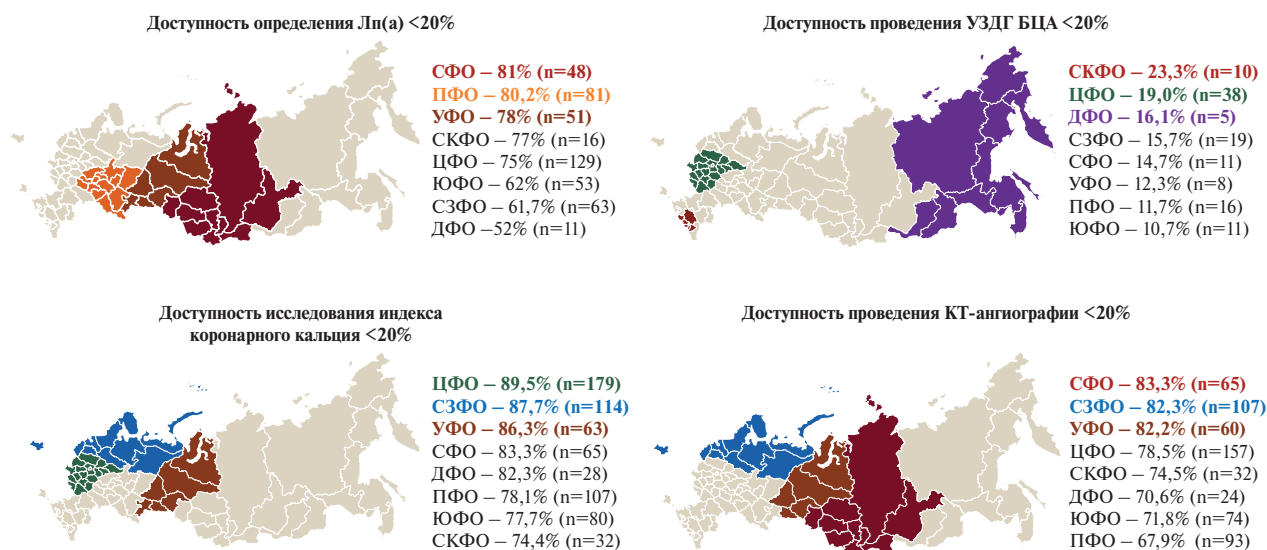 Доступность определения Лп(а) <20%
СФО – 81% (n=48)
ПФО – 80,2% (n=81)
УФО – 78% (n=51)
СКФО – 77% (n=16)
ЦФО – 75% (n=129)
ЮФО – 62% (n=53)
СЗФО – 61,7% (n=63)
ДФО –52% (n=11)
Доступность проведения УЗДГ БЦА <20%
СКФО – 23,3% (n=10)
ЦФО – 19,0% (n=38)
ДФО – 16,1% (n=5)
СЗФО – 15,7% (n=19)
СФО – 14,7% (n=11)
УФО – 12,3% (n=8)
ПФО – 11,7% (n=16)
ЮФО – 10,7% (n=11)
Доступность исследования индекса
коронарного кальция <20%
ЦФО – 89,5% (n=179)
СЗФО – 87,7% (n=114)
УФО – 86,3% (n=63)
СФО – 83,3% (n=65)
ДФО – 82,3% (n=28)
ПФО – 78,1% (n=107)
ЮФО – 77,7% (n=80)
СКФО – 74,4% (n=32)
Доступность проведения КТ-ангиографии <20%
СФО – 83,3% (n=65)
СЗФО – 82,3% (n=107)
УФО – 82,2% (n=60)
ЦФО – 78,5% (n=157)
СКФО – 74,5% (n=32)
ДФО – 70,6% (n=24)
ЮФО – 71,8% (n=74)
ПФО – 67,9% (n=93)